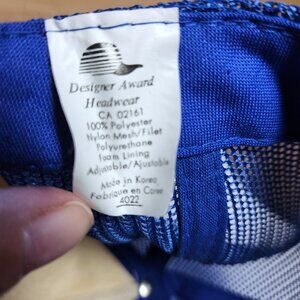 Designer Award
Headwear
CA 02161
100% Polyester
Nylon Mesh/Filet
Polyurethane
Foam Lining
Adjustable/Ajustable
Made in Korea
Fabrique en Coree
4022